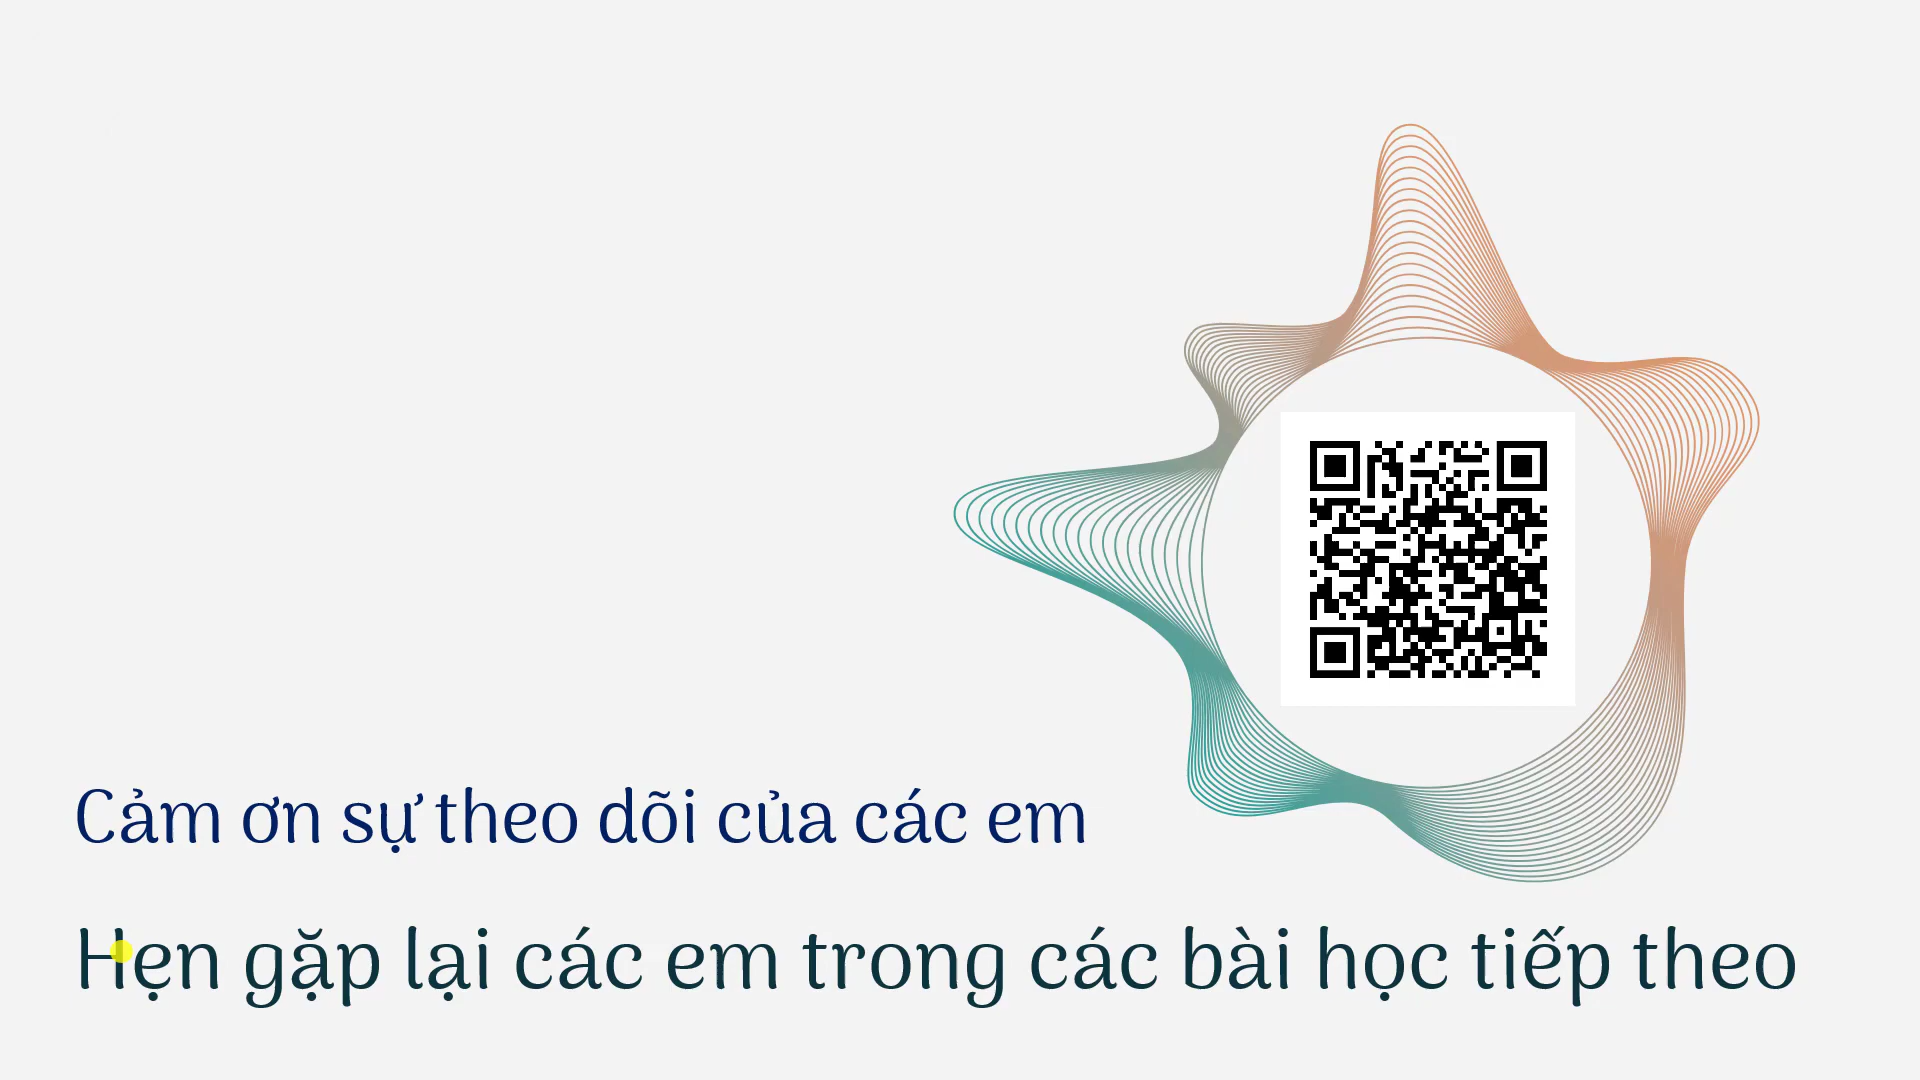 Cảm ơn sự theo dõi của các em
Hẹn gặp lại các em trong các bài học tiếp theo